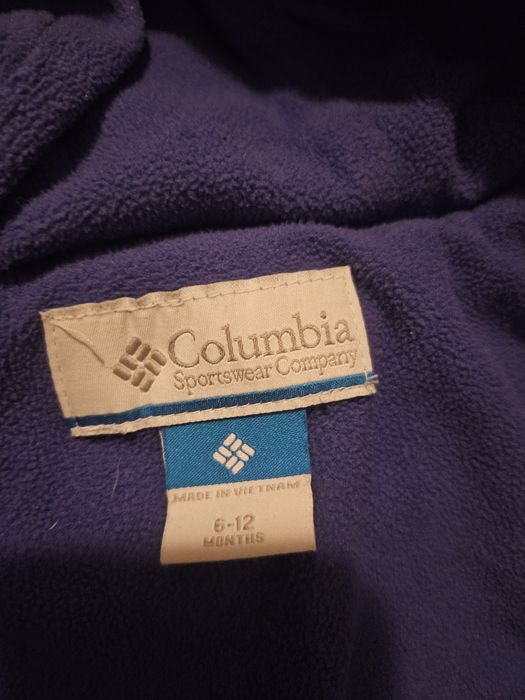 Columbia
Sportswear Company
MADE IN VIETNAM
6-12
MONTHS